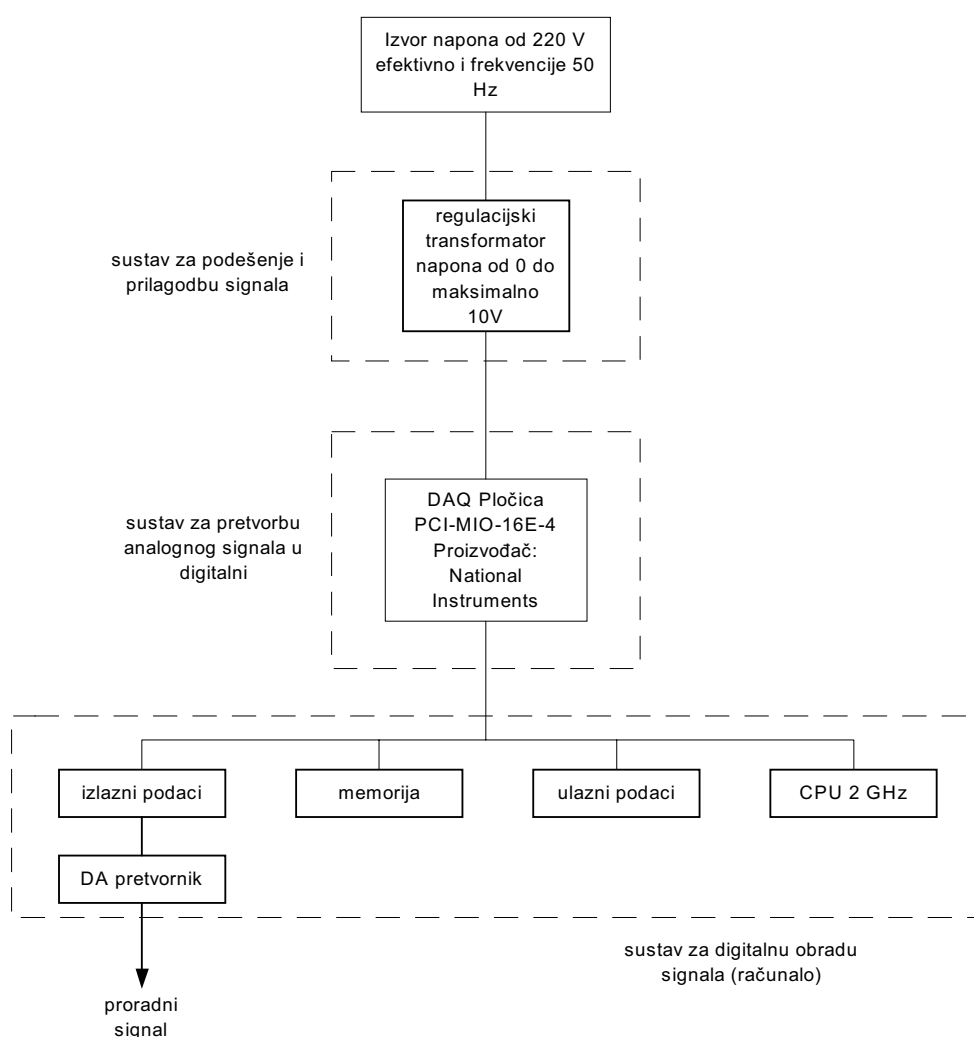 Izvor napona od 220 V
efektivno i frekvencije 50
Hz
regulacijski
transformator
napona od 0 do
maksimalno
10V
sustav za podešenje i
prilagodbu signala
DAQ Pločica
PCI-MIO-16E-4
Proizvođač:
National
Instruments
sustav za pretvorbu
analognog signala u
digitalni
izlazni podaci
memorija
ulazni podaci
CPU 2 GHz
DA pretvornik
sustav za digitalnu obradu
signala (računalo)
proradni
signal